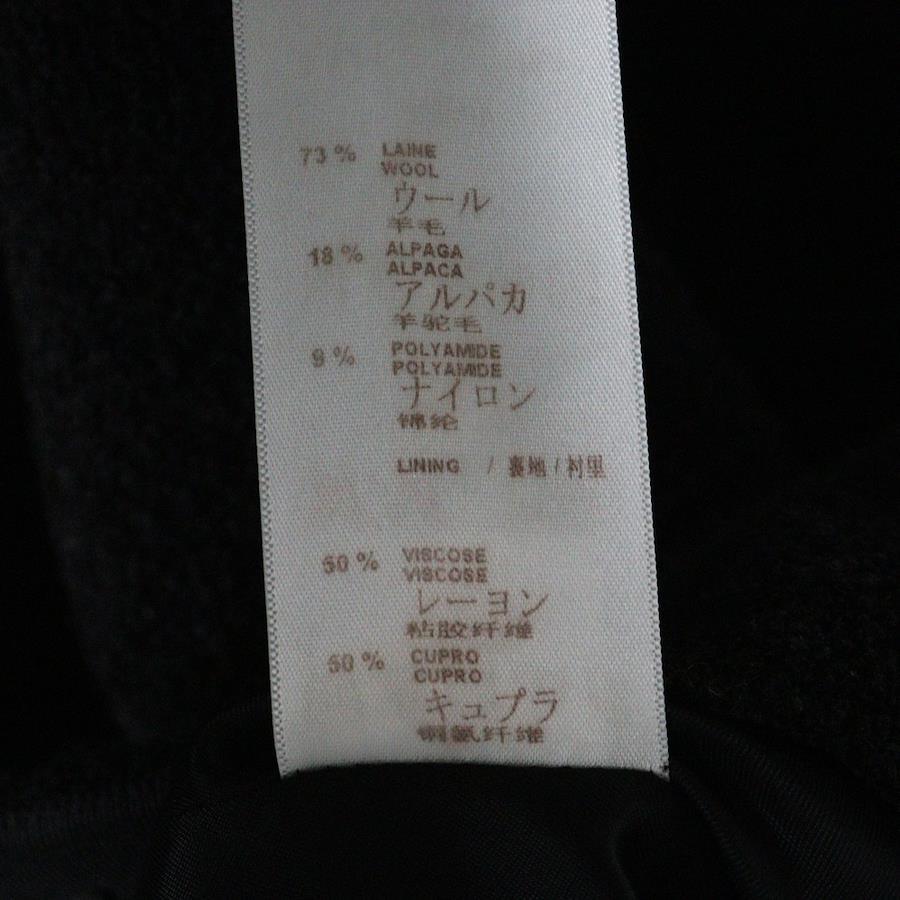 73 % LAINE
WOOL
ウール
羊毛
18 % ALPAGA
ALPACA
アルパカ
羊驼毛
9 % POLYAMIDE
POLYAMIDE
ナイロン
锦纶
LINING / 裏地 / 衬里
50 % VISCOSE
VISCOSE
レーヨン
粘胶纤维
50 % CUPRO
CUPRO
キュプラ
铜氨纤维